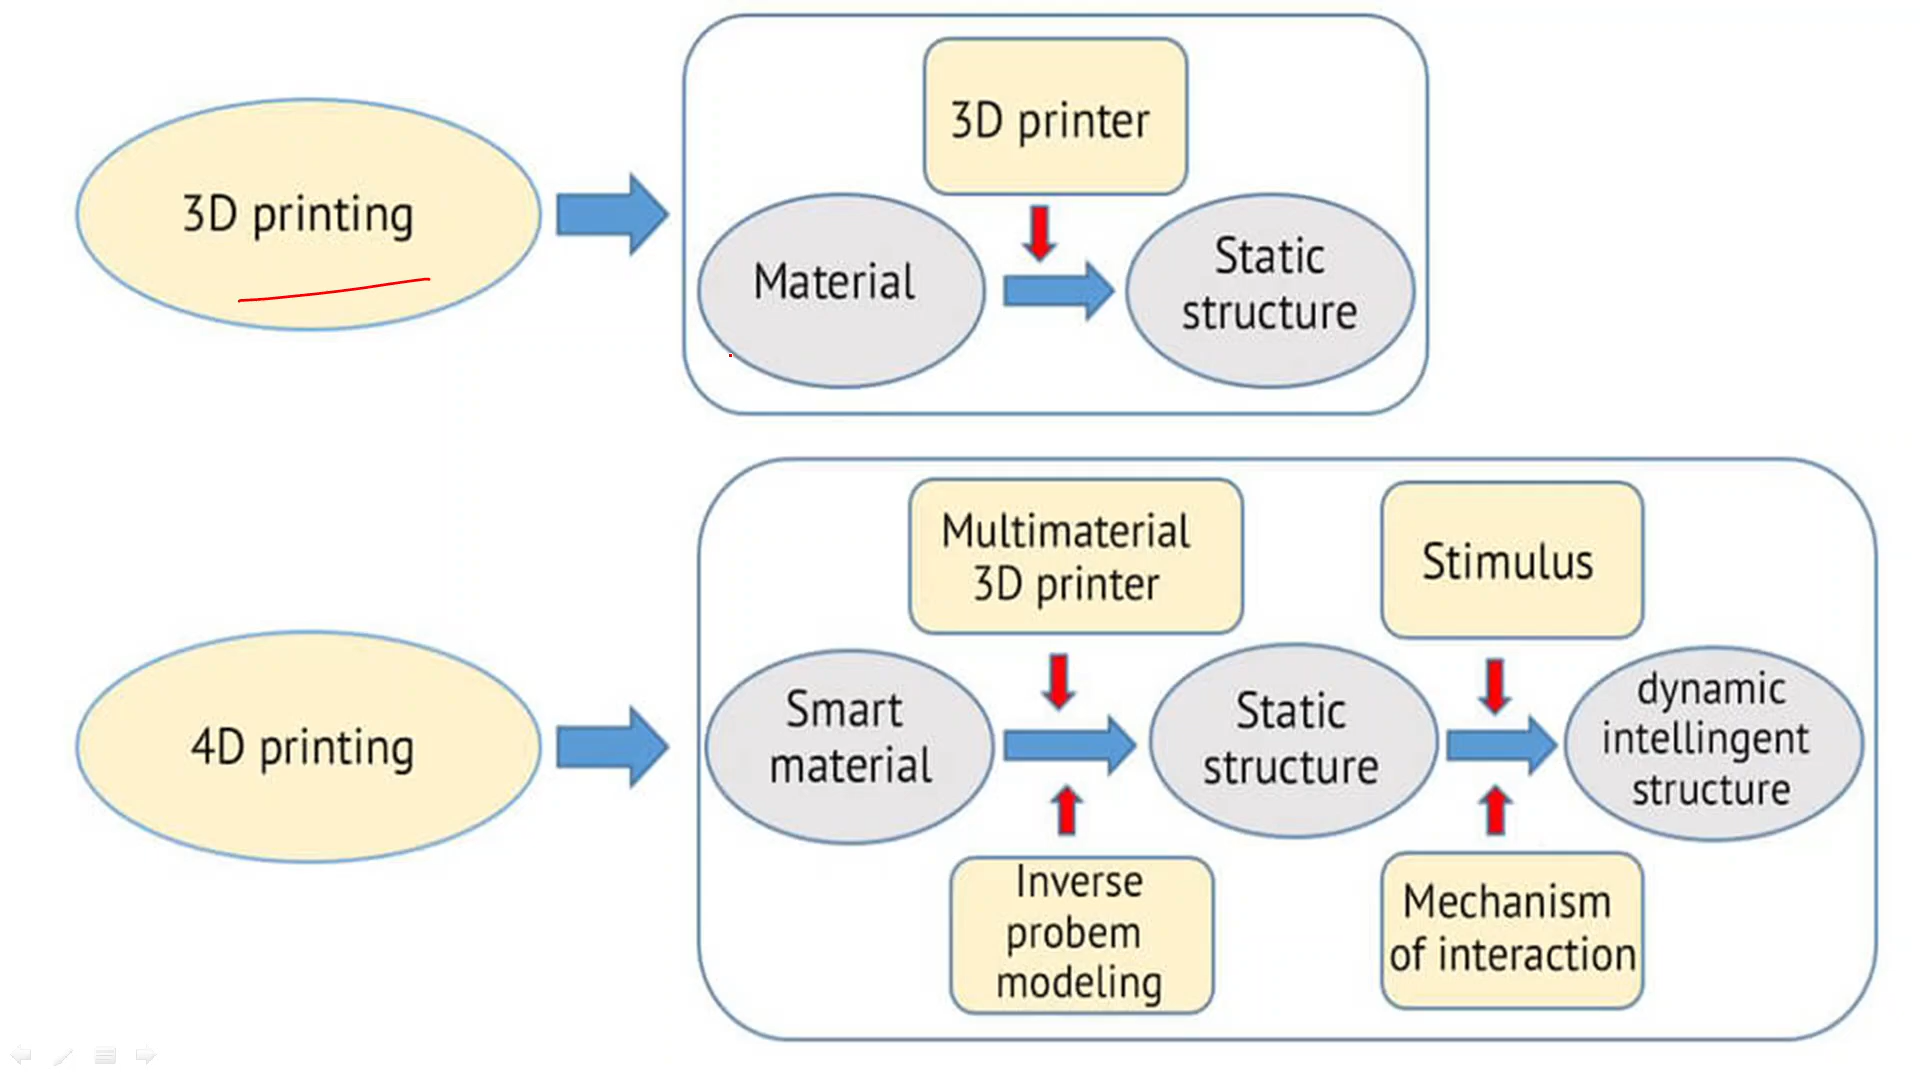 3D printing
3D printer
Material
Static
structure
4D printing
Multimaterial
3D printer
Stimulus
Smart
material
Static
structure
dynamic
intellingent
structure
Inverse
probem
modeling
Mechanism
of interaction